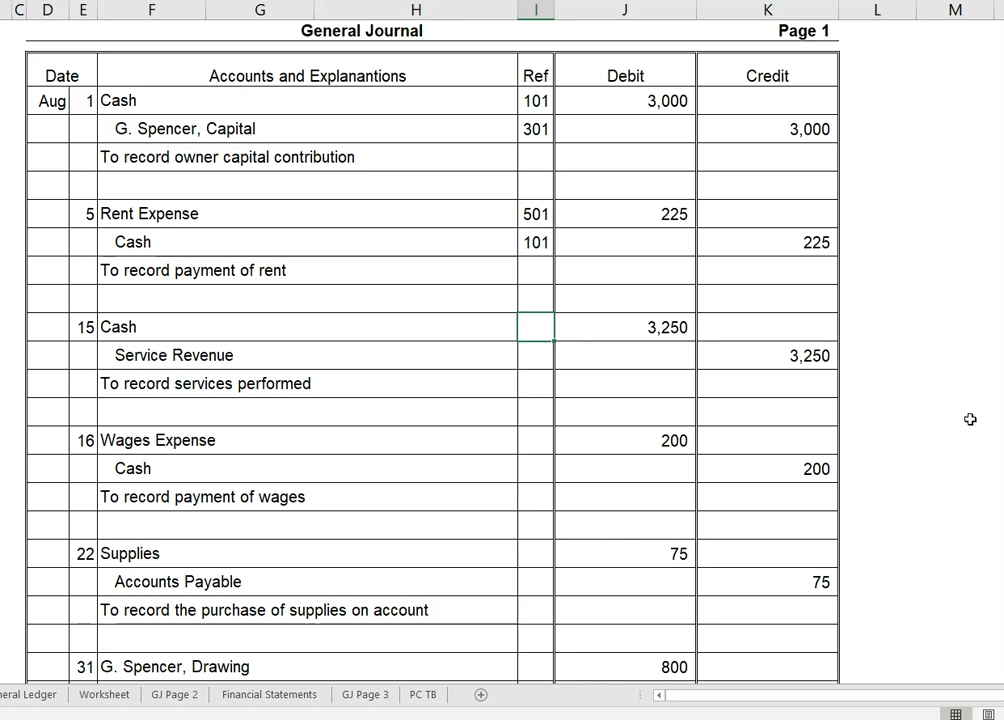 C D E F G H I J K L M
General Journal Page 1
Date Accounts and Explanantions Ref Debit Credit
Aug 1 Cash 101 3,000
G. Spencer, Capital 301 3,000
To record owner capital contribution
5 Rent Expense 501 225
Cash 101 225
To record payment of rent
15 Cash 3,250
Service Revenue 3,250
To record services performed
16 Wages Expense 200
Cash 200
To record payment of wages
22 Supplies 75
Accounts Payable 75
To record the purchase of supplies on account
31 G. Spencer, Drawing 800
neral Ledger Worksheet GJ Page 2 Financial Statements GJ Page 3 PC TB